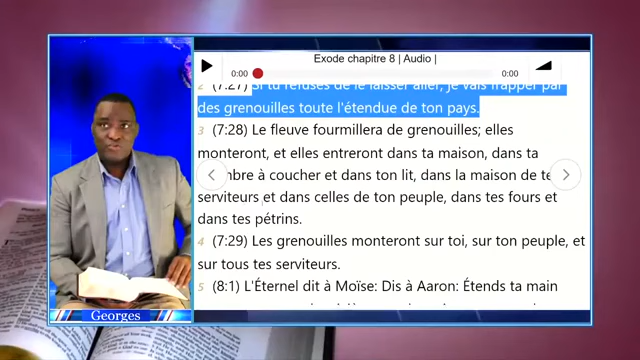 Exode chapitre 8 | Audio |
0:00
0:00
2 (7:27) Si tu refuses de le laisser aller, je vais frapper par
des grenouilles toute l'étendue de ton pays.
3 (7:28) Le fleuve fourmillera de grenouilles; elles
monteront, et elles entreront dans ta maison, dans ta
à coucher et dans ton lit, dans la maison de
serviteurs et dans celles de ton peuple, dans tes fours et
dans tes pétrins.
4 (7:29) Les grenouilles monteront sur toi, sur ton peuple, et
sur tous tes serviteurs.
5 (8:1) L'Éternel dit à Moïse: Dis à Aaron: Étends ta main
Georges